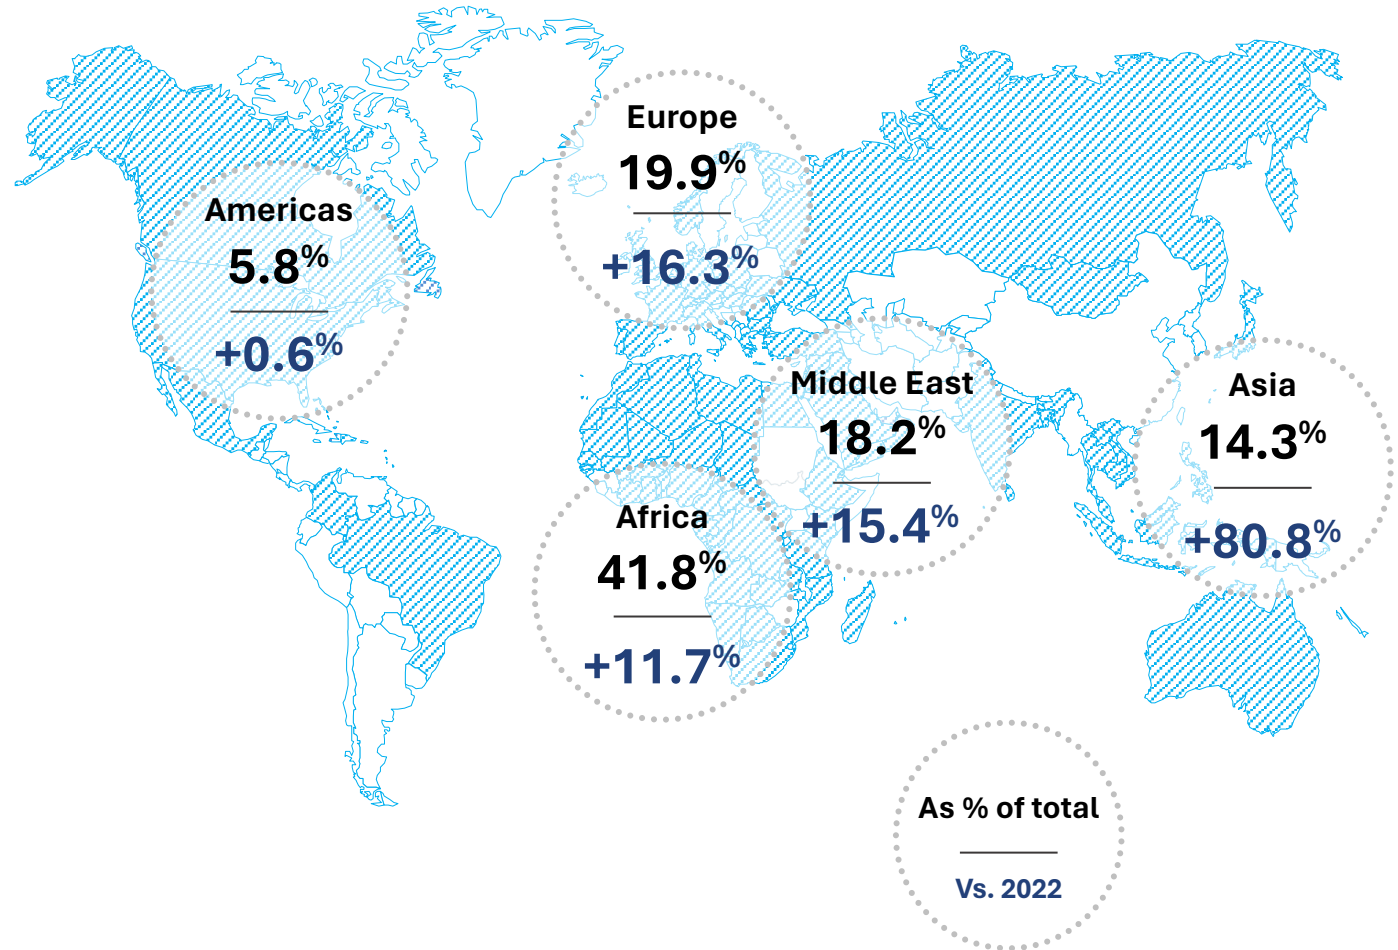 Europe
19.9%
+16.3%
Americas
5.8%
+0.6%
Middle East
18.2%
+15.4%
Asia
14.3%
+80.8%
Africa
41.8%
+11.7%
As % of total
Vs. 2022